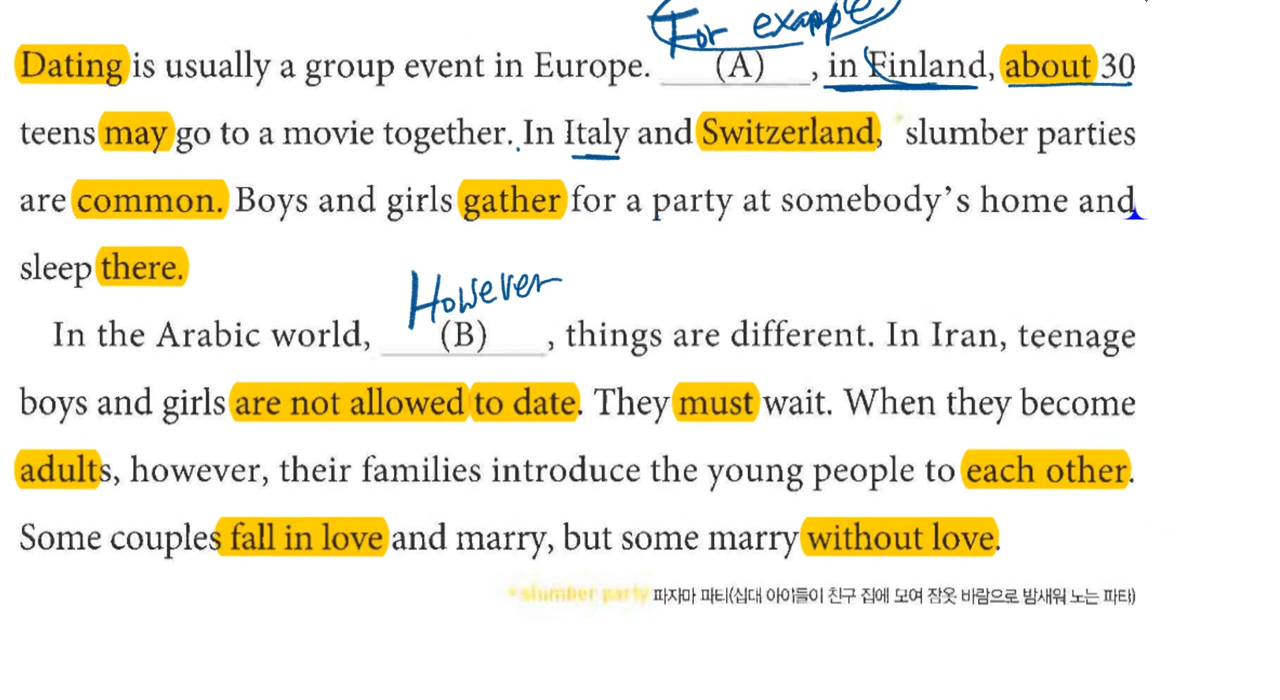 For example
Dating is usually a group event in Europe. (A) , in Finland, about 30
teens may go to a movie together. In Italy and Switzerland, *slumber parties
are common. Boys and girls gather for a party at somebody's home and
sleep there.
However
In the Arabic world, (B) , things are different. In Iran, teenage
boys and girls are not allowed to date. They must wait. When they become
adults, however, their families introduce the young people to each other.
Some couples fall in love and marry, but some marry without love.
*slumber party 파자마 파티(십대 아이들이 친구 집에 모여 잠옷 바람으로 밤새워 노는 파티)